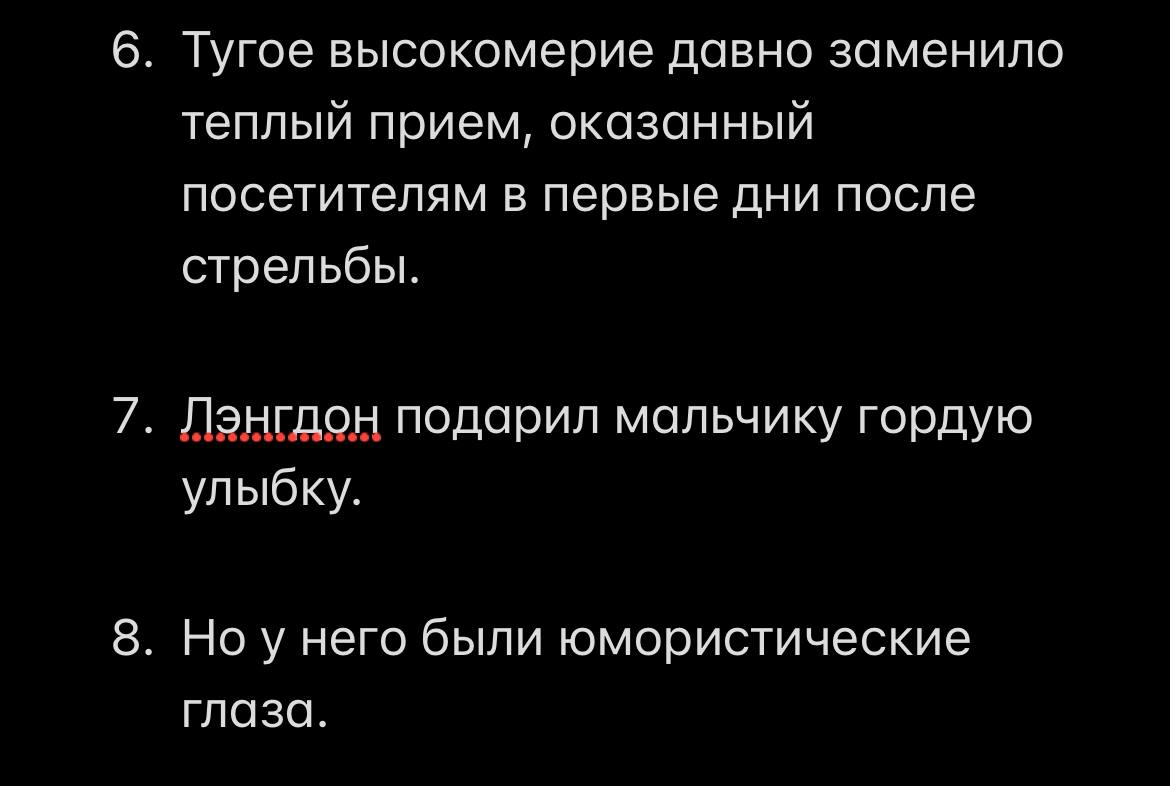 6. Тугое высокомерие давно заменило
теплый прием, оказанный
посетителям в первые дни после
стрельбы.
7. Лэнгдон подарил мальчику гордую
улыбку.
8. Но у него были юмористические
глаза.